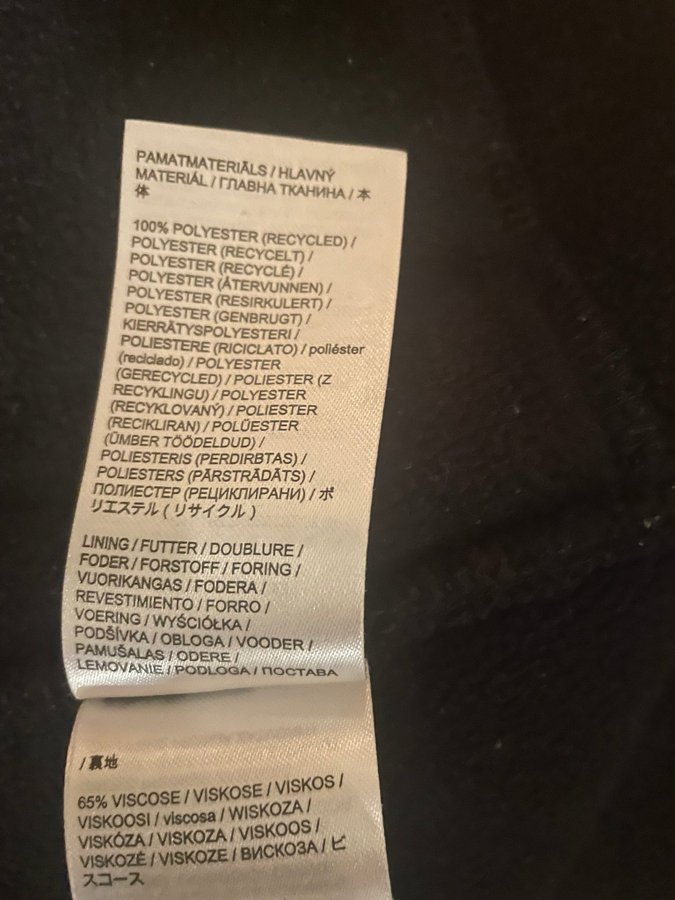 PAMATMATERIĀLS / HLAVNÝ
MATERIÁL / ГЛАВНА ТКАНИНА / 本
体
100% POLYESTER (RECYCLED) /
POLYESTER (RECYCELT) /
POLYESTER (RECYCLÉ) /
POLYESTER (ÅTERVUNNEN) /
POLYESTER (RESIRKULERT) /
POLYESTER (GENBRUGT) /
KIERRÄTYSPOLYESTERI /
POLIESTERE (RICICLATO) / poliéster
(reciclado) / POLYESTER
(GERECYCLED) / POLIESTER (Z
RECYKLINGU) / POLYESTER
(RECYKLOVANÝ) / POLIESTER
(RECIKLIRAN) / POLÜESTER
(ÜMBER TÖÖDELDUD) /
POLIESTERIS (PERDIRBTAS) /
POLIESTERS (PĀRSTRĀDĀTS) /
ПОЛИЕСТЕР (РЕЦИКЛИРАНИ) / ポ
リエステル ( リサイクル )
LINING / FUTTER / DOUBLURE /
FODER / FORSTOFF / FORING /
VUORIKANGAS / FODERA /
REVESTIMIENTO / FORRO /
VOERING / WYŚCIÓŁKA /
PODŠÍVKA / OBLOGA / VOODER /
PAMUŠALAS / ODERE /
LEMOVANIE / PODLOGA / ПОСТАВА
/ 裏地
65% VISCOSE / VISKOSE / VISKOS /
VISKOOSI / viscosa / WISKOZA /
VISKÓZA / VISKOZA / VISKOOS /
VISKOZĖ / VISKOZE / ВИСКОЗА / ビ
スコース